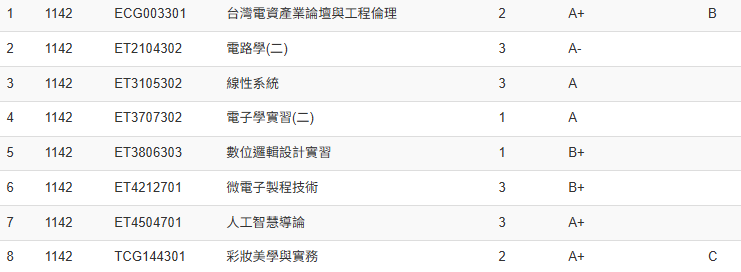 1 1142 ECG003301 台灣電資產業論壇與工程倫理 2 A+ B
2 1142 ET2104302 電路學(二) 3 A-
3 1142 ET3105302 線性系統 3 A
4 1142 ET3707302 電子學實習(二) 1 A
5 1142 ET3806303 數位邏輯設計實習 1 B+
6 1142 ET4212701 微電子製程技術 3 B+
7 1142 ET4504701 人工智慧導論 3 A+
8 1142 TCG144301 彩妝美學與實務 2 A+ C